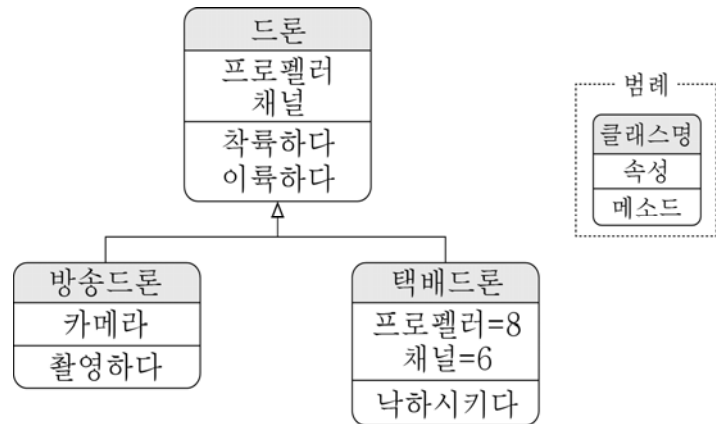 드론
프로펠러
채널
착륙하다
이륙하다
범례
클래스명
속성
메소드
방송드론
카메라
촬영하다
택배드론
프로펠러=8
채널=6
낙하시키다